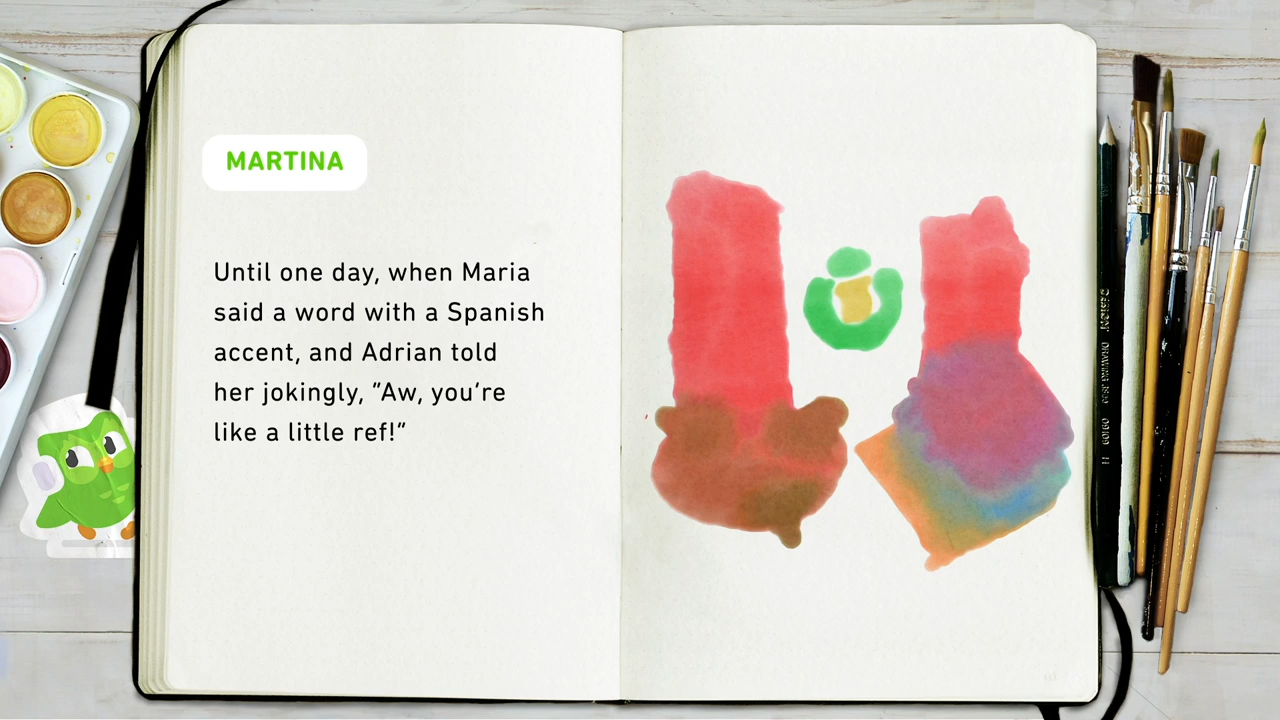 MARTINA
Until one day, when Maria
said a word with a Spanish
accent, and Adrian told
her jokingly, "Aw, you're
like a little ref!"